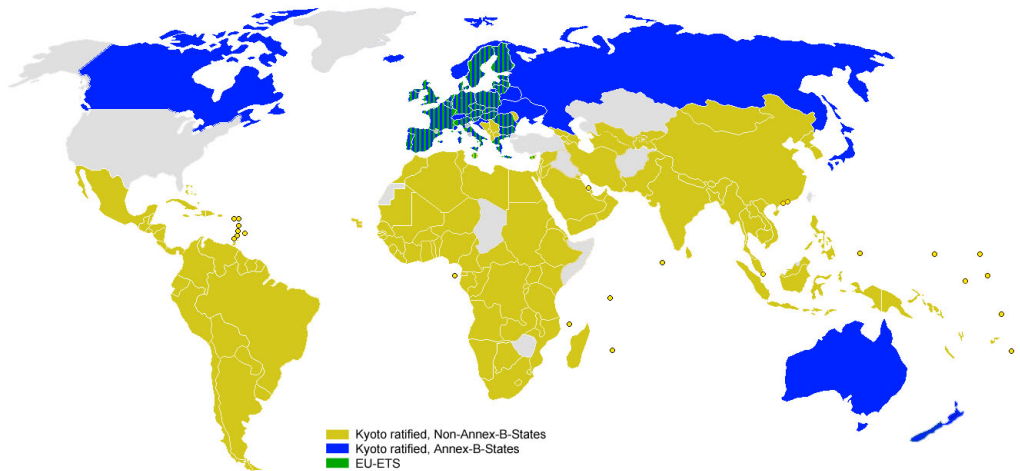 Kyoto ratified, Non-Annex-B-States
Kyoto ratified, Annex-B-States
EU-ETS